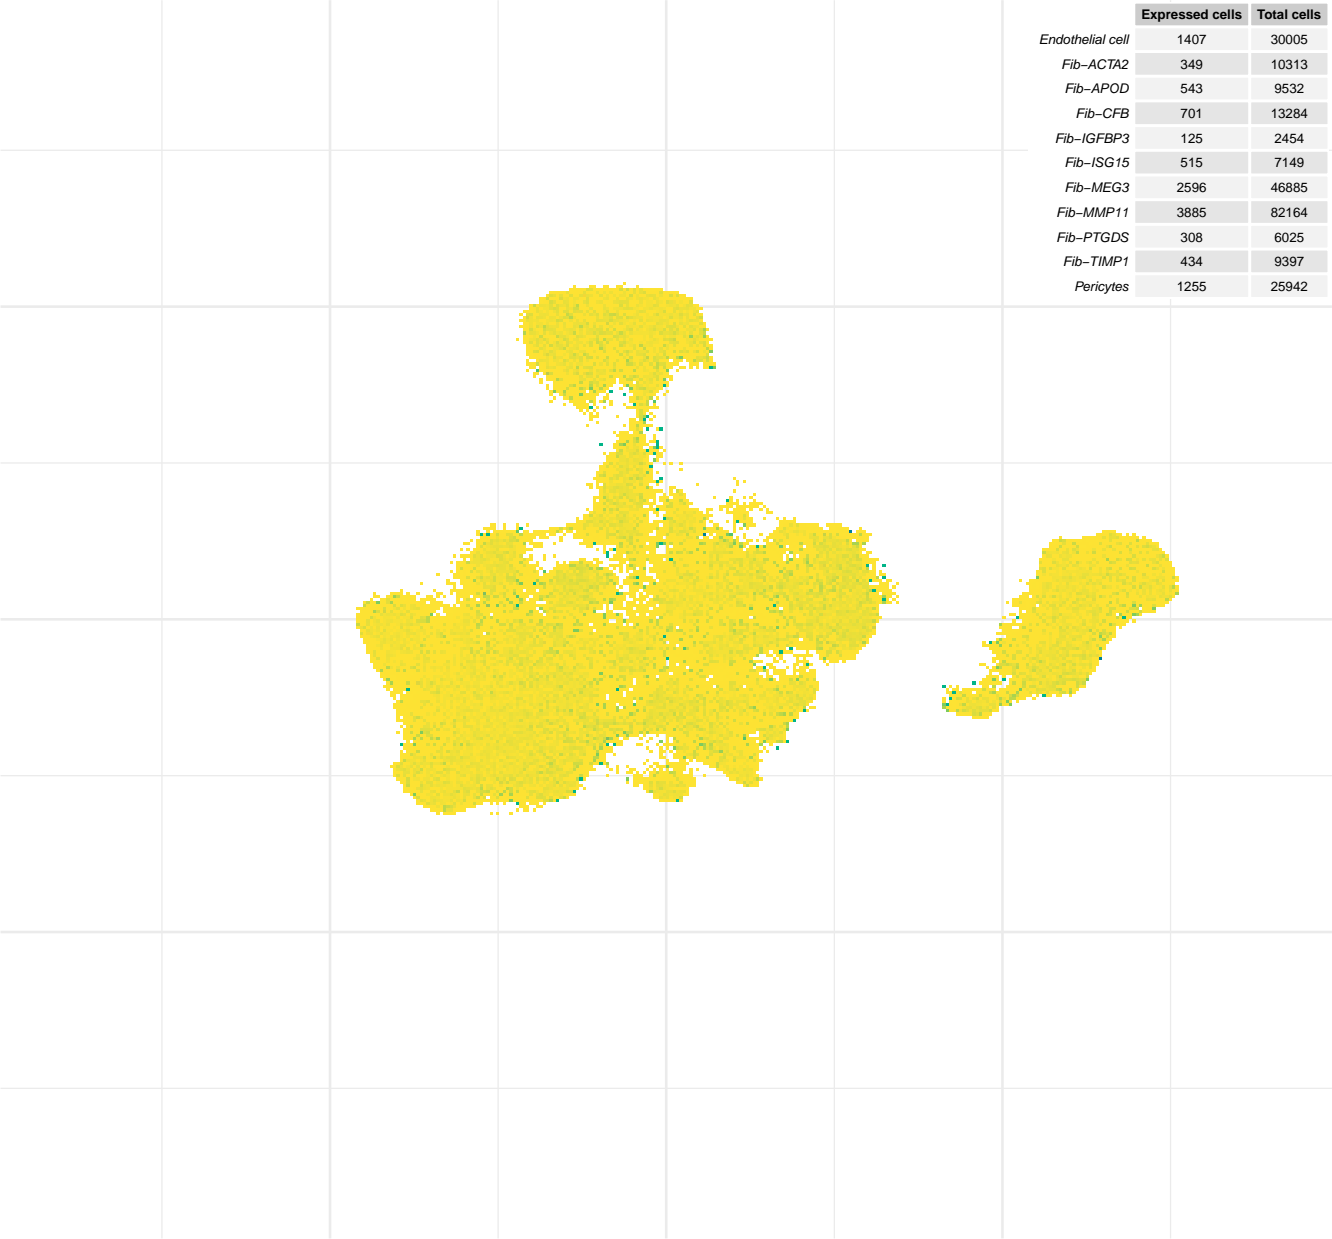 Expressed cells Total cells
Endothelial cell 1407 30005
Fib−ACTA2 349 10313
Fib−APOD 543 9532
Fib−CFB 701 13284
Fib−IGFBP3 125 2454
Fib−ISG15 515 7149
Fib−MEG3 2596 46885
Fib−MMP11 3885 82164
Fib−PTGDS 308 6025
Fib−TIMP1 434 9397
Pericytes 1255 25942